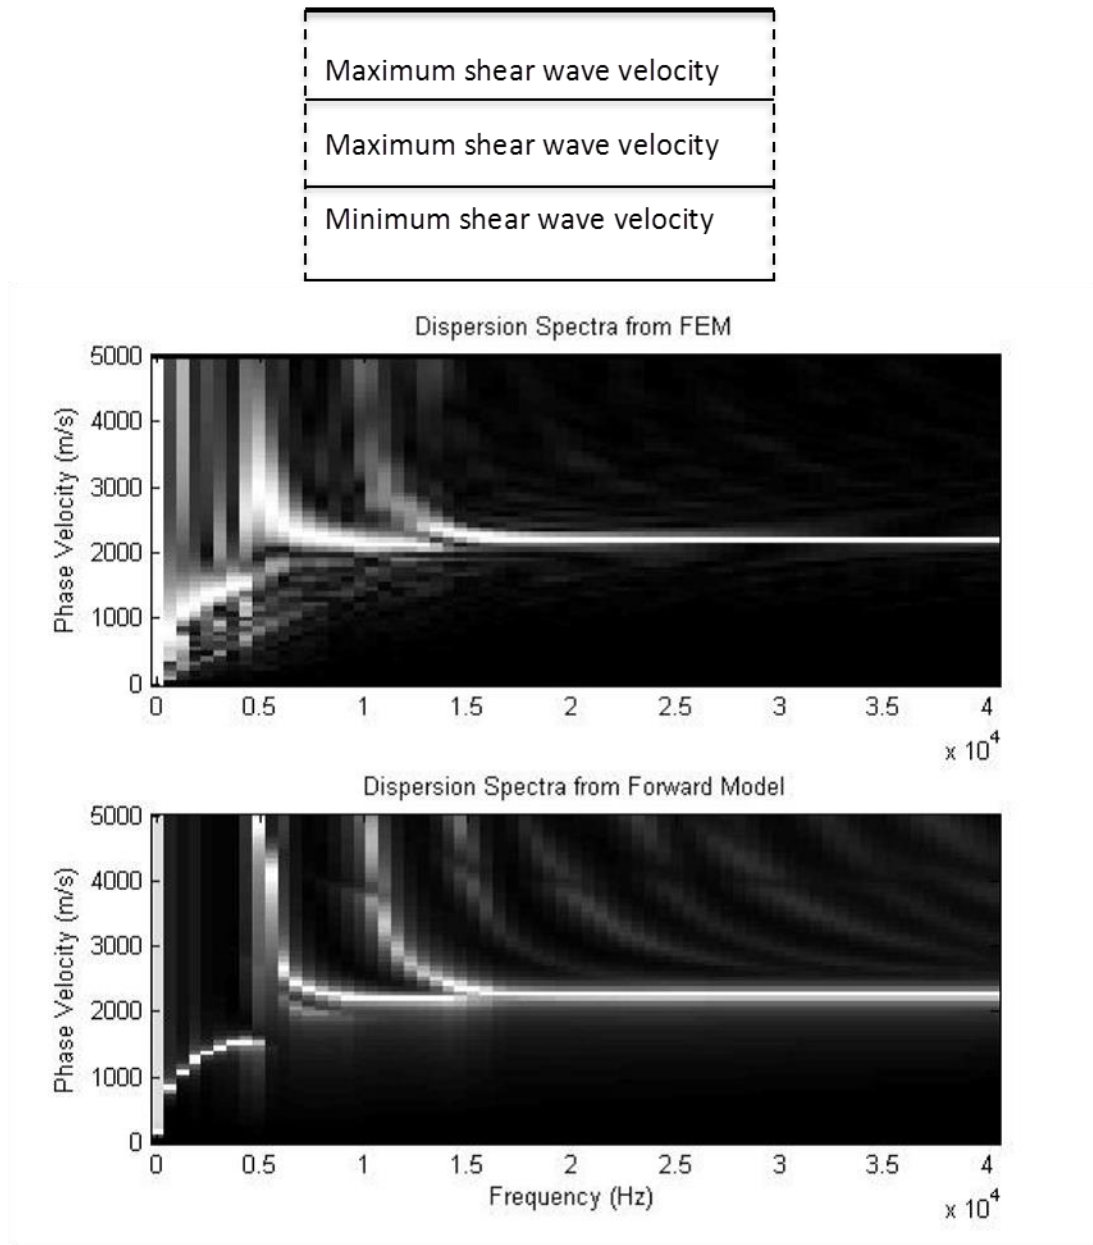 Maximum shear wave velocity
Maximum shear wave velocity
Minimum shear wave velocity
Dispersion Spectra from FEM
Phase Velocity (m/s)
5000
4000
3000
2000
1000
0
0 0.5 1 1.5 2 2.5 3 3.5 4
x 10^4
Dispersion Spectra from Forward Model
Phase Velocity (m/s)
5000
4000
3000
2000
1000
0
0 0.5 1 1.5 2 2.5 3 3.5 4
Frequency (Hz)
x 10^4